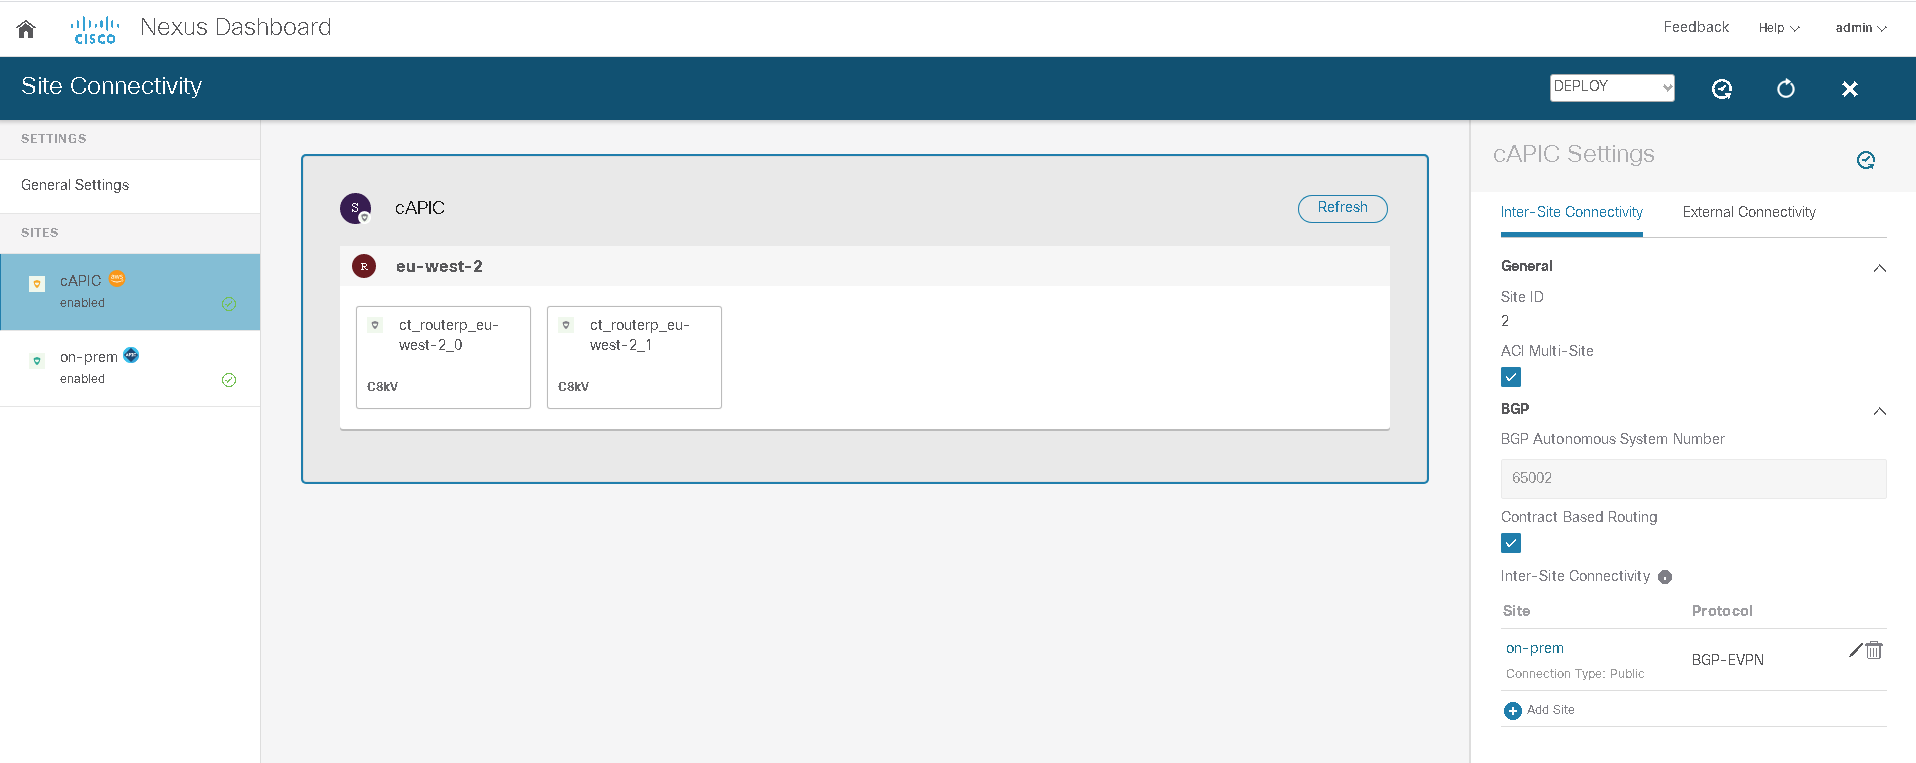 CISCO
Nexus Dashboard
Feedback
Help
admin
Site Connectivity
DEPLOY
SETTINGS
General Settings
SITES
cAPIC
aws
enabled
on-prem
APIC
enabled
S
cAPIC
Refresh
R
eu-west-2
ct_routerp_eu-
west-2_0
C8kV
ct_routerp_eu-
west-2_1
C8kV
cAPIC Settings
Inter-Site Connectivity
External Connectivity
General
Site ID
2
ACI Multi-Site
BGP
BGP Autonomous System Number
65002
Contract Based Routing
Inter-Site Connectivity
Site
Protocol
on-prem
Connection Type: Public
BGP-EVPN
Add Site